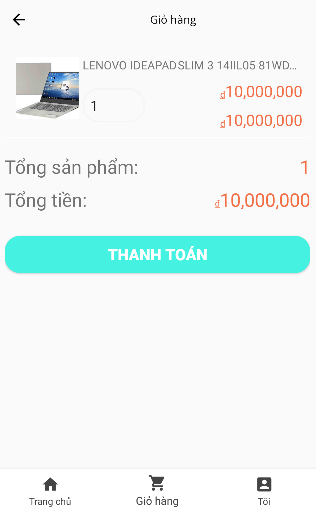 Giỏ hàng
LENOVO IDEAPADSLIM 3 14IIL05 81WD...
₫10,000,000
1
₫10,000,000
Tổng sản phẩm: 1
Tổng tiền: ₫10,000,000
THANH TOÁN
Trang chủ Giỏ hàng Tôi